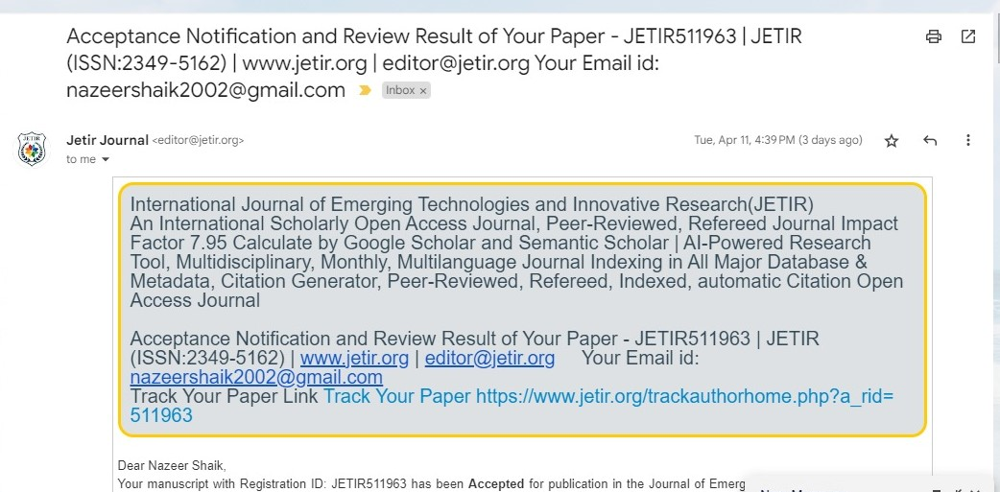 Acceptance Notification and Review Result of Your Paper - JETIR511963 | JETIR
(ISSN:2349-5162) | www.jetir.org | editor@jetir.org Your Email id:
nazeershaik2002@gmail.com Inbox ×
JETIR
Jetir Journal <editor@jetir.org>
Tue, Apr 11, 4:39 PM (3 days ago)
to me
International Journal of Emerging Technologies and Innovative Research(JETIR)
An International Scholarly Open Access Journal, Peer-Reviewed, Refereed Journal Impact
Factor 7.95 Calculate by Google Scholar and Semantic Scholar | AI-Powered Research
Tool, Multidisciplinary, Monthly, Multilanguage Journal Indexing in All Major Database &
Metadata, Citation Generator, Peer-Reviewed, Refereed, Indexed, automatic Citation Open
Access Journal
Acceptance Notification and Review Result of Your Paper - JETIR511963 | JETIR
(ISSN:2349-5162) | www.jetir.org | editor@jetir.org Your Email id:
nazeershaik2002@gmail.com
Track Your Paper Link Track Your Paper https://www.jetir.org/trackauthorhome.php?a_rid=
511963
Dear Nazeer Shaik,
Your manuscript with Registration ID: JETIR511963 has been Accepted for publication in the Journal of Emerg